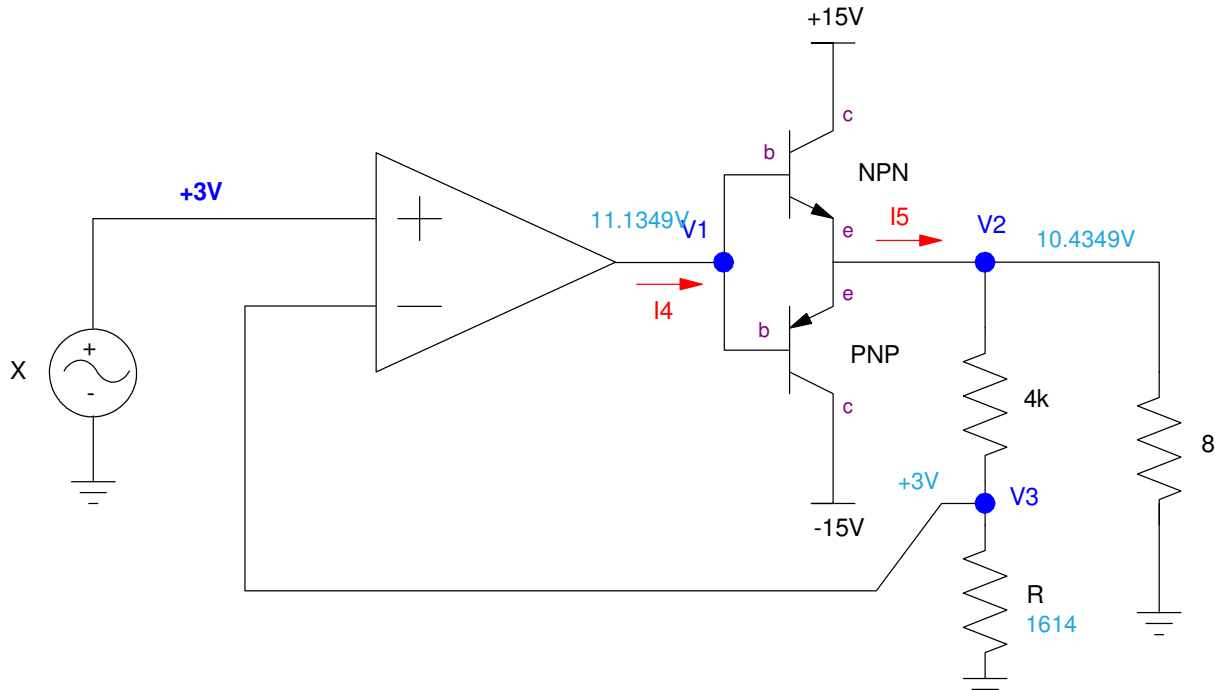 +15V
c
b
NPN
+3V
11.1349V
V1
I5
V2
e
10.4349V
I4
e
b
PNP
X
+
-
c
4k
8
+3V
V3
-15V
R
1614